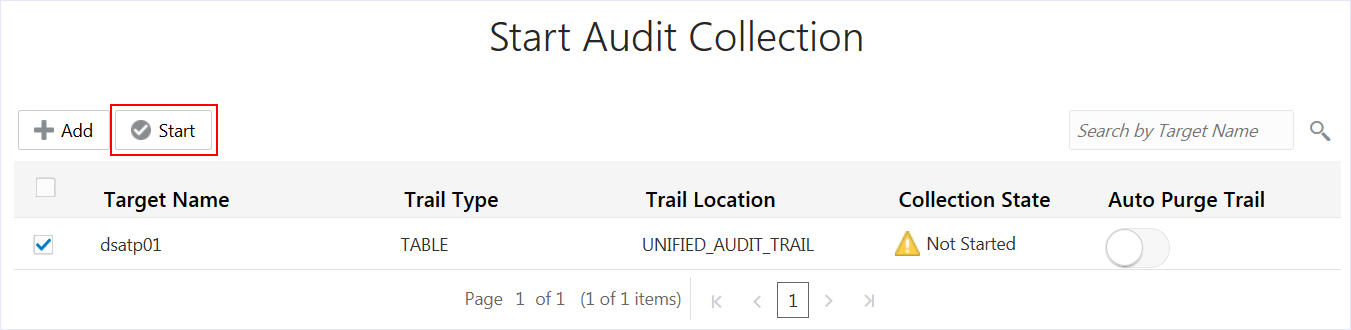 Start Audit Collection
Add Start Search by Target Name
Target Name Trail Type Trail Location Collection State Auto Purge Trail
dsatp01 TABLE UNIFIED_AUDIT_TRAIL Not Started
Page 1 of 1 (1 of 1 items) 1